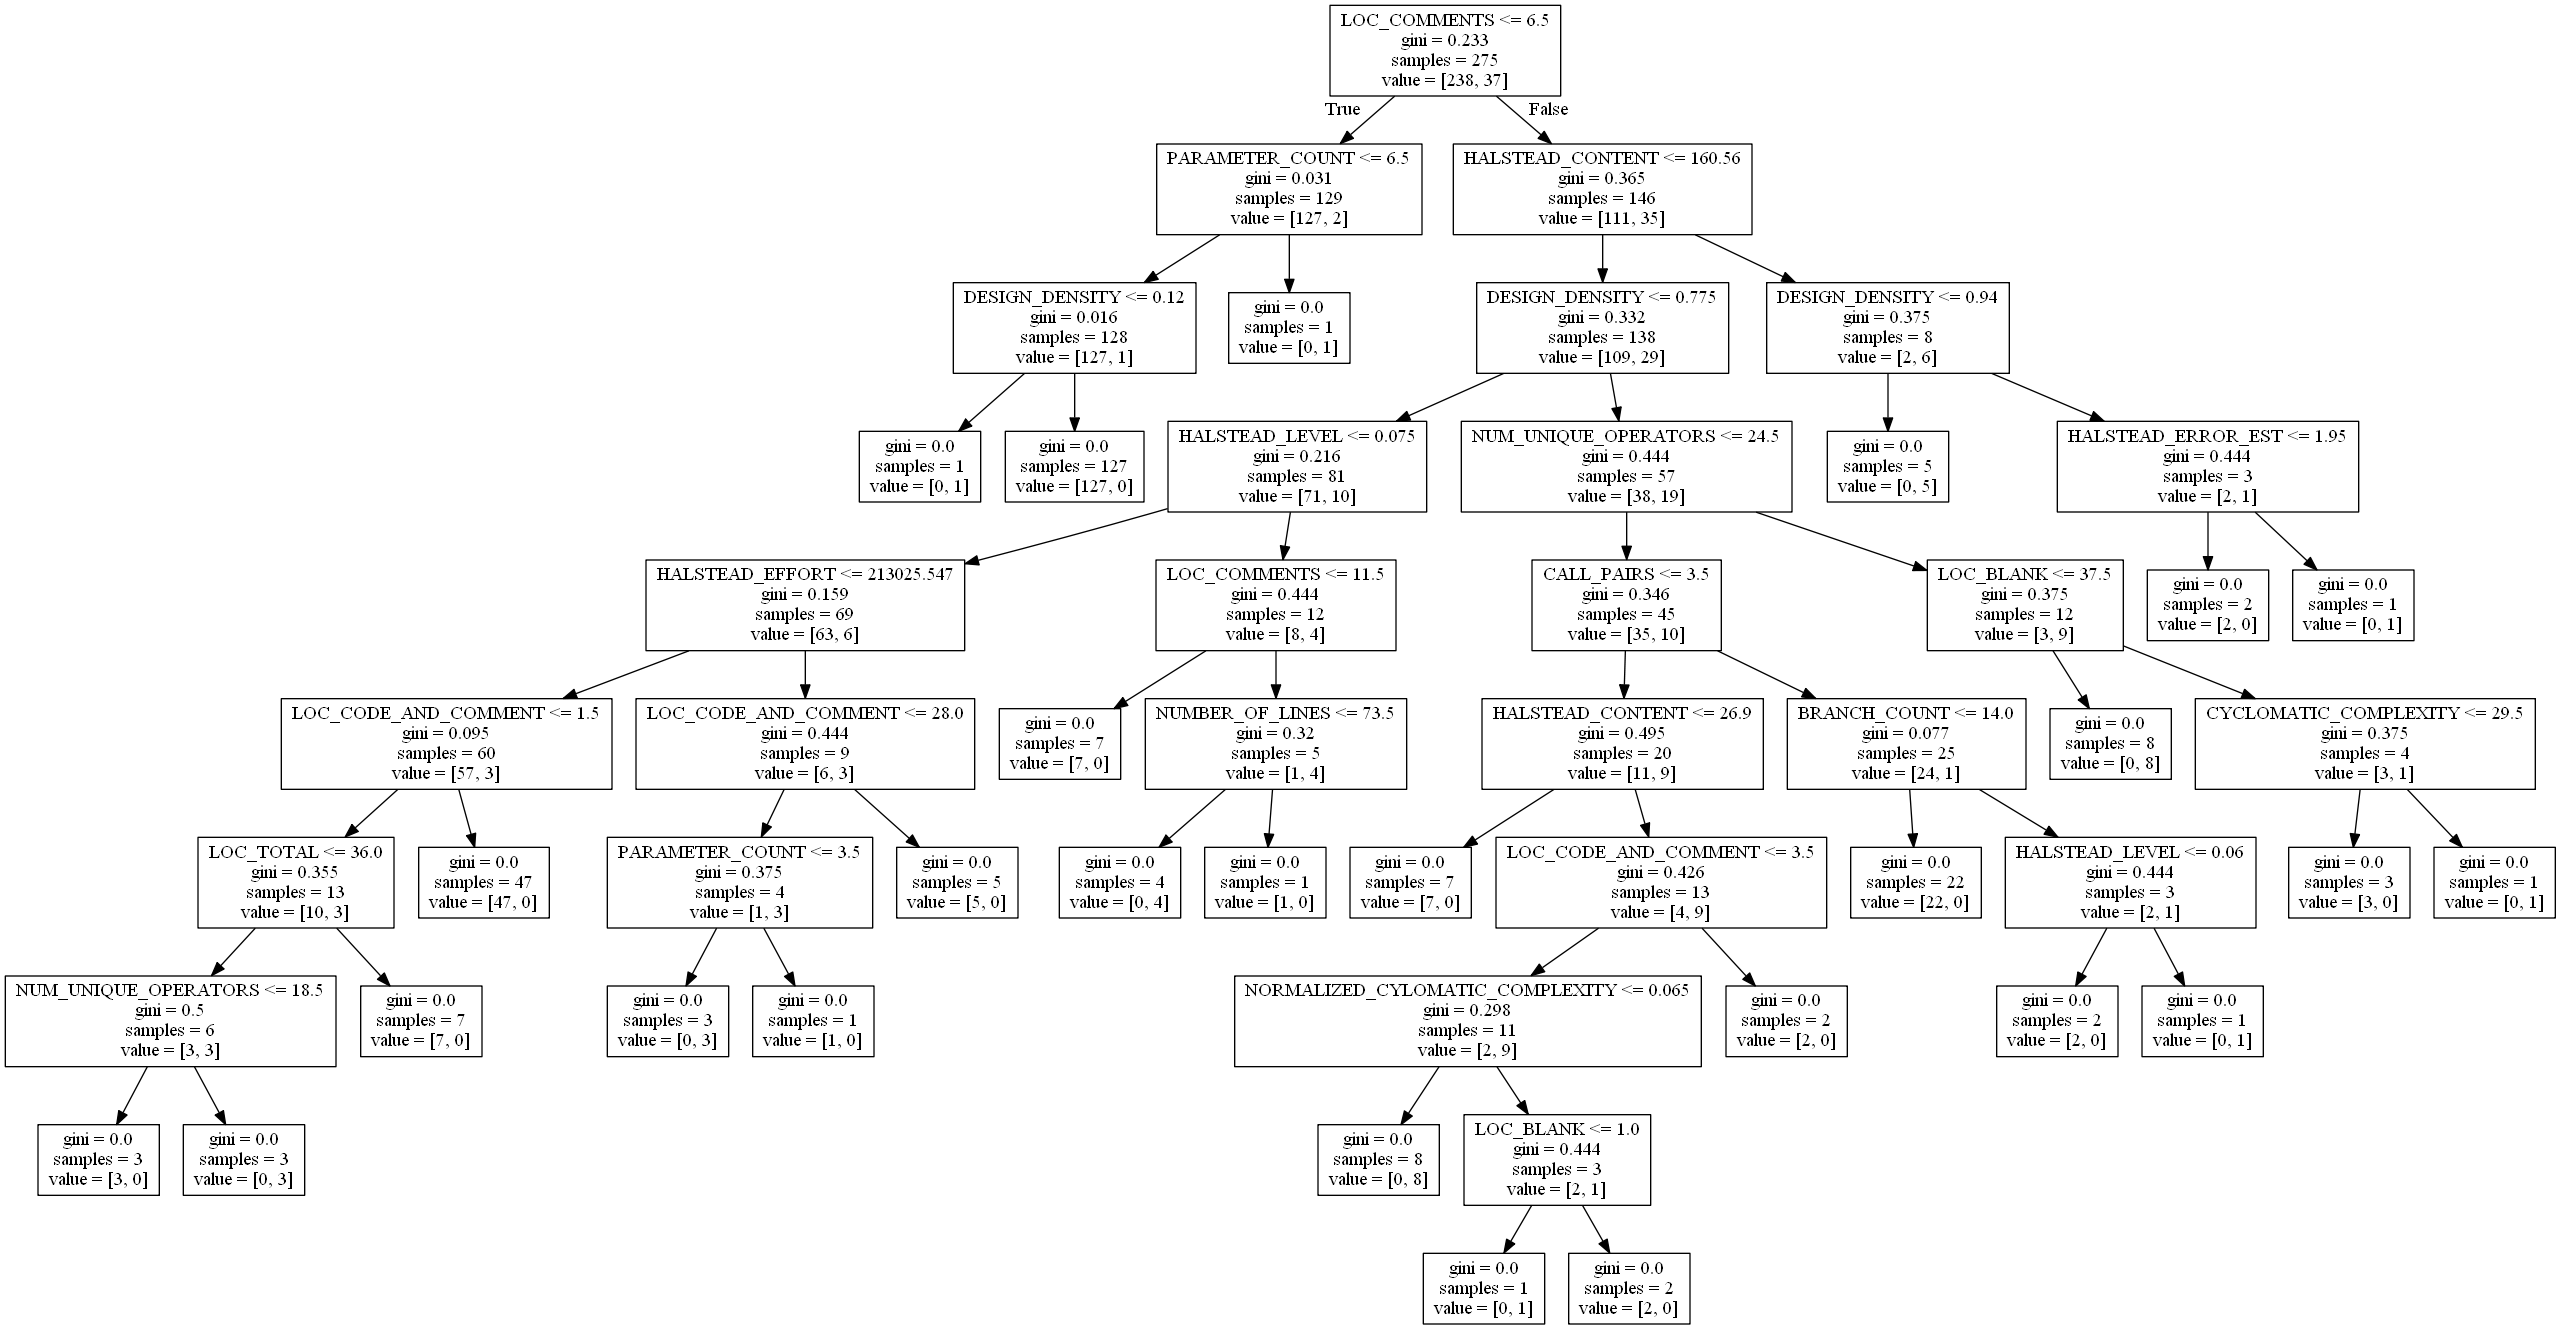 LOC_COMMENTS <= 6.5
gini = 0.233
samples = 275
value = [238, 37]
True
False
PARAMETER_COUNT <= 6.5
gini = 0.031
samples = 129
value = [127, 2]
HALSTEAD_CONTENT <= 160.56
gini = 0.365
samples = 146
value = [111, 35]
DESIGN_DENSITY <= 0.12
gini = 0.016
samples = 128
value = [127, 1]
gini = 0.0
samples = 1
value = [0, 1]
DESIGN_DENSITY <= 0.775
gini = 0.332
samples = 138
value = [109, 29]
DESIGN_DENSITY <= 0.94
gini = 0.375
samples = 8
value = [2, 6]
gini = 0.0
samples = 1
value = [0, 1]
gini = 0.0
samples = 127
value = [127, 0]
HALSTEAD_LEVEL <= 0.075
gini = 0.216
samples = 81
value = [71, 10]
NUM_UNIQUE_OPERATORS <= 24.5
gini = 0.444
samples = 57
value = [38, 19]
gini = 0.0
samples = 5
value = [0, 5]
HALSTEAD_ERROR_EST <= 1.95
gini = 0.444
samples = 3
value = [2, 1]
HALSTEAD_EFFORT <= 213025.547
gini = 0.159
samples = 69
value = [63, 6]
LOC_COMMENTS <= 11.5
gini = 0.444
samples = 12
value = [8, 4]
CALL_PAIRS <= 3.5
gini = 0.346
samples = 45
value = [35, 10]
LOC_BLANK <= 37.5
gini = 0.375
samples = 12
value = [3, 9]
gini = 0.0
samples = 2
value = [2, 0]
gini = 0.0
samples = 1
value = [0, 1]
LOC_CODE_AND_COMMENT <= 1.5
gini = 0.095
samples = 60
value = [57, 3]
LOC_CODE_AND_COMMENT <= 28.0
gini = 0.444
samples = 9
value = [6, 3]
gini = 0.0
samples = 7
value = [7, 0]
NUMBER_OF_LINES <= 73.5
gini = 0.32
samples = 5
value = [1, 4]
HALSTEAD_CONTENT <= 26.9
gini = 0.495
samples = 20
value = [11, 9]
BRANCH_COUNT <= 14.0
gini = 0.077
samples = 25
value = [24, 1]
gini = 0.0
samples = 8
value = [0, 8]
CYCLOMATIC_COMPLEXITY <= 29.5
gini = 0.375
samples = 4
value = [3, 1]
LOC_TOTAL <= 36.0
gini = 0.355
samples = 13
value = [10, 3]
gini = 0.0
samples = 47
value = [47, 0]
PARAMETER_COUNT <= 3.5
gini = 0.375
samples = 4
value = [1, 3]
gini = 0.0
samples = 5
value = [5, 0]
gini = 0.0
samples = 4
value = [0, 4]
gini = 0.0
samples = 1
value = [1, 0]
gini = 0.0
samples = 7
value = [7, 0]
LOC_CODE_AND_COMMENT <= 3.5
gini = 0.426
samples = 13
value = [4, 9]
gini = 0.0
samples = 22
value = [22, 0]
HALSTEAD_LEVEL <= 0.06
gini = 0.444
samples = 3
value = [2, 1]
gini = 0.0
samples = 3
value = [3, 0]
gini = 0.0
samples = 1
value = [0, 1]
NUM_UNIQUE_OPERATORS <= 18.5
gini = 0.5
samples = 6
value = [3, 3]
gini = 0.0
samples = 7
value = [7, 0]
gini = 0.0
samples = 3
value = [0, 3]
gini = 0.0
samples = 1
value = [1, 0]
NORMALIZED_CYLOMATIC_COMPLEXITY <= 0.065
gini = 0.298
samples = 11
value = [2, 9]
gini = 0.0
samples = 2
value = [2, 0]
gini = 0.0
samples = 2
value = [2, 0]
gini = 0.0
samples = 1
value = [0, 1]
gini = 0.0
samples = 3
value = [3, 0]
gini = 0.0
samples = 3
value = [0, 3]
gini = 0.0
samples = 8
value = [0, 8]
LOC_BLANK <= 1.0
gini = 0.444
samples = 3
value = [2, 1]
gini = 0.0
samples = 1
value = [0, 1]
gini = 0.0
samples = 2
value = [2, 0]